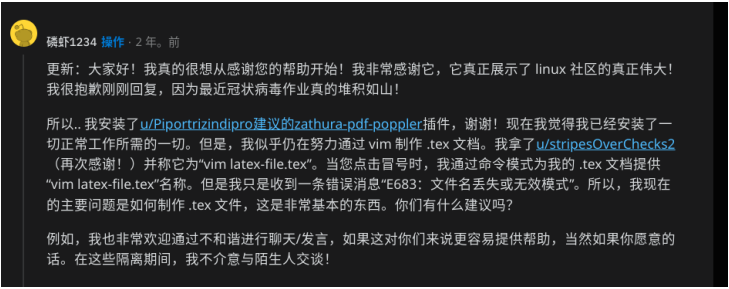 磷虾1234 操作 · 2 年。前
更新：大家好！我真的很想从感谢您的帮助开始！我非常感谢它，它真正展示了 linux 社区的真正伟大！
我很抱歉刚刚回复，因为最近冠状病毒作业真的堆积如山！
所以.. 我安装了u/Piportrizindipro建议的zathura-pdf-poppler插件，谢谢！现在我觉得我已经安装了一
切正常工作所需的一切。但是，我似乎仍在努力通过 vim 制作 .tex 文档。我拿了u/stripesOverChecks2
（再次感谢！）并称它为“vim latex-file.tex”。当您点击冒号时，我通过命令模式为我的 .tex 文档提供
“vim latex-file.tex”名称。但是我只是收到一条错误消息“E683：文件名丢失或无效模式”。所以，我现在
的主要问题是如何制作 .tex 文件，这是非常基本的东西。你们有什么建议吗？
例如，我也非常欢迎通过不和谐进行聊天/发言，如果这对你们来说更容易提供帮助，当然如果你愿意的
话。在这些隔离期间，我不介意与陌生人交谈！